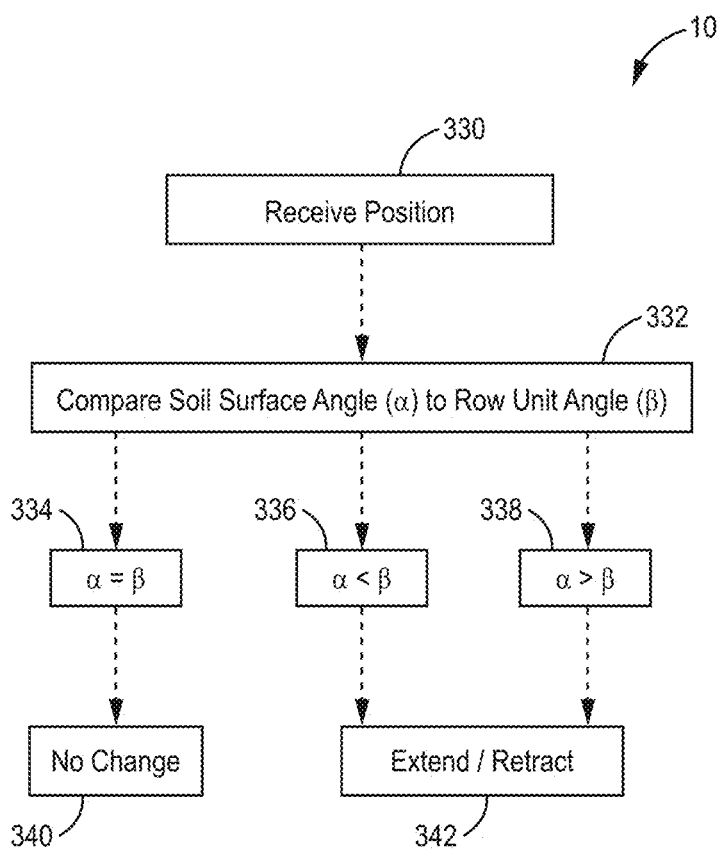 10
330
Receive Position
332
Compare Soil Surface Angle (α) to Row Unit Angle (β)
334
336
338
α = β
α < β
α > β
No Change
Extend / Retract
340
342